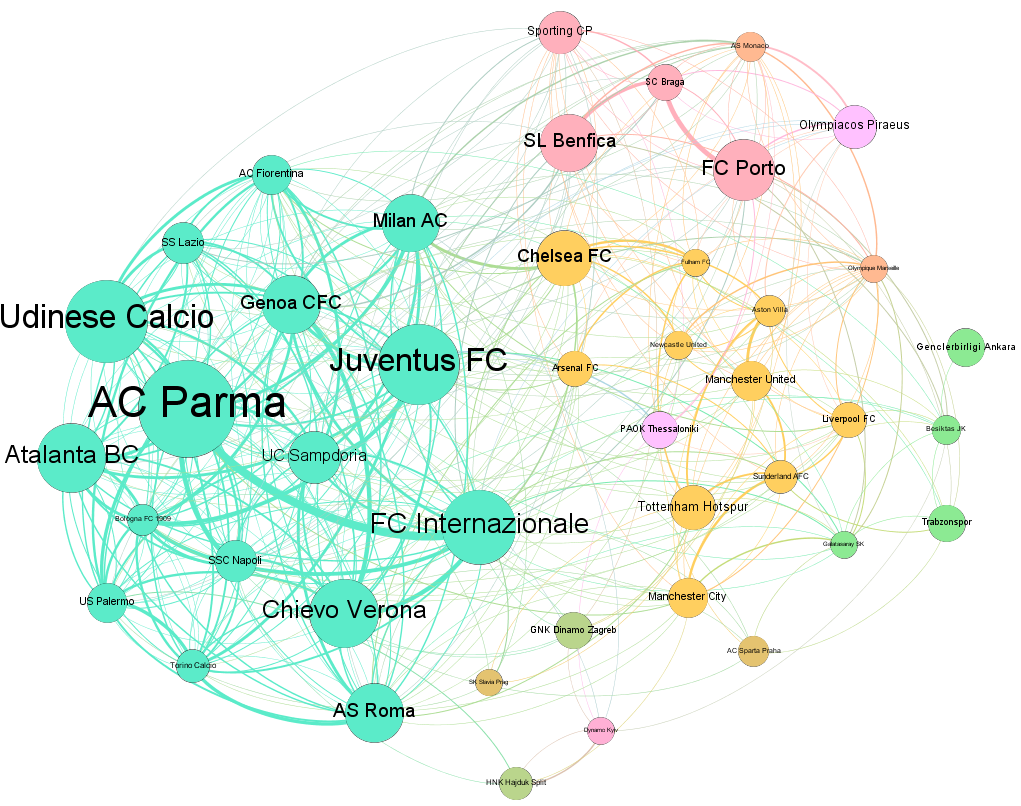 Sporting CP
AS Monaco
SC Braga
Olympiacos Piraeus
SL Benfica
FC Porto
AC Fiorentina
Milan AC
SS Lazio
Chelsea FC
Fulham FC
Olympique Marseille
Genoa CFC
Aston Villa
Udinese Calcio
Newcastle United
Genclerbirligi Ankara
Juventus FC
Arsenal FC
Manchester United
AC Parma
Liverpool FC
PAOK Thessaloniki
Besiktas JK
Atalanta BC
UC Sampdoria
Sunderland AFC
Tottenham Hotspur
Bologna FC 1909
FC Internazionale
Trabzonspor
Galatasaray SK
SSC Napoli
Manchester City
US Palermo
Chievo Verona
GNK Dinamo Zagreb
AC Sparta Praha
Torino Calcio
SK Slavia Prag
AS Roma
Dynamo Kyiv
HNK Hajduk Split